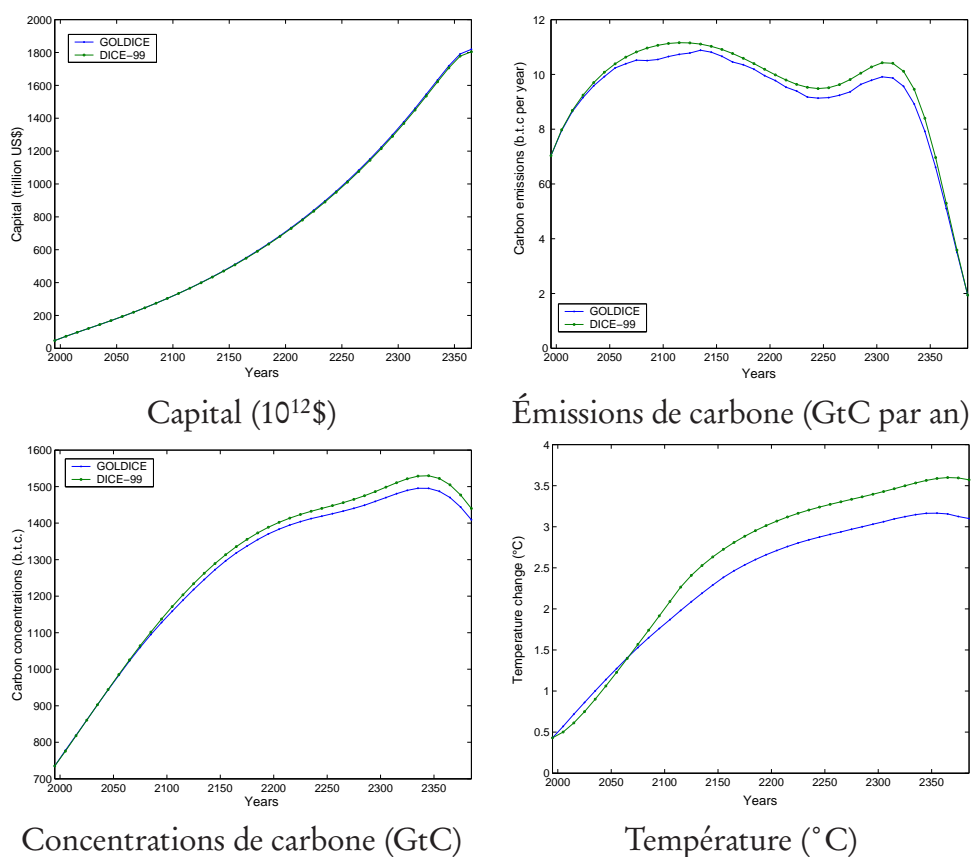 2000
1800
1600
1400
1200
1000
800
600
400
200
0
Capital (trillion US$)
GOLDICE
DICE−99
2000 2050 2100 2150 2200 2250 2300 2350
Years
Capital (10¹²$)
12
10
8
60
4
2
0
Carbon emissions (b.t.c per year)
GOLDICE
DICE−99
2000 2050 2100 2150 2200 2250 2300 2350
Years
Émissions de carbone (GtC par an)
1600
1500
1400
1300
1200
1100
1000
900
800
700
Carbon concentrations (b.t.c.)
GOLDICE
DICE−99
2000 2050 2100 2150 2200 2250 2300 2350
Years
Concentrations de carbone (GtC)
4
3.5
3
2.5
2
1.5
1
0.5
0
Temperature change (°C)
2000 2050 2100 2150 2200 2250 2300 2350
Years
Température (°C)